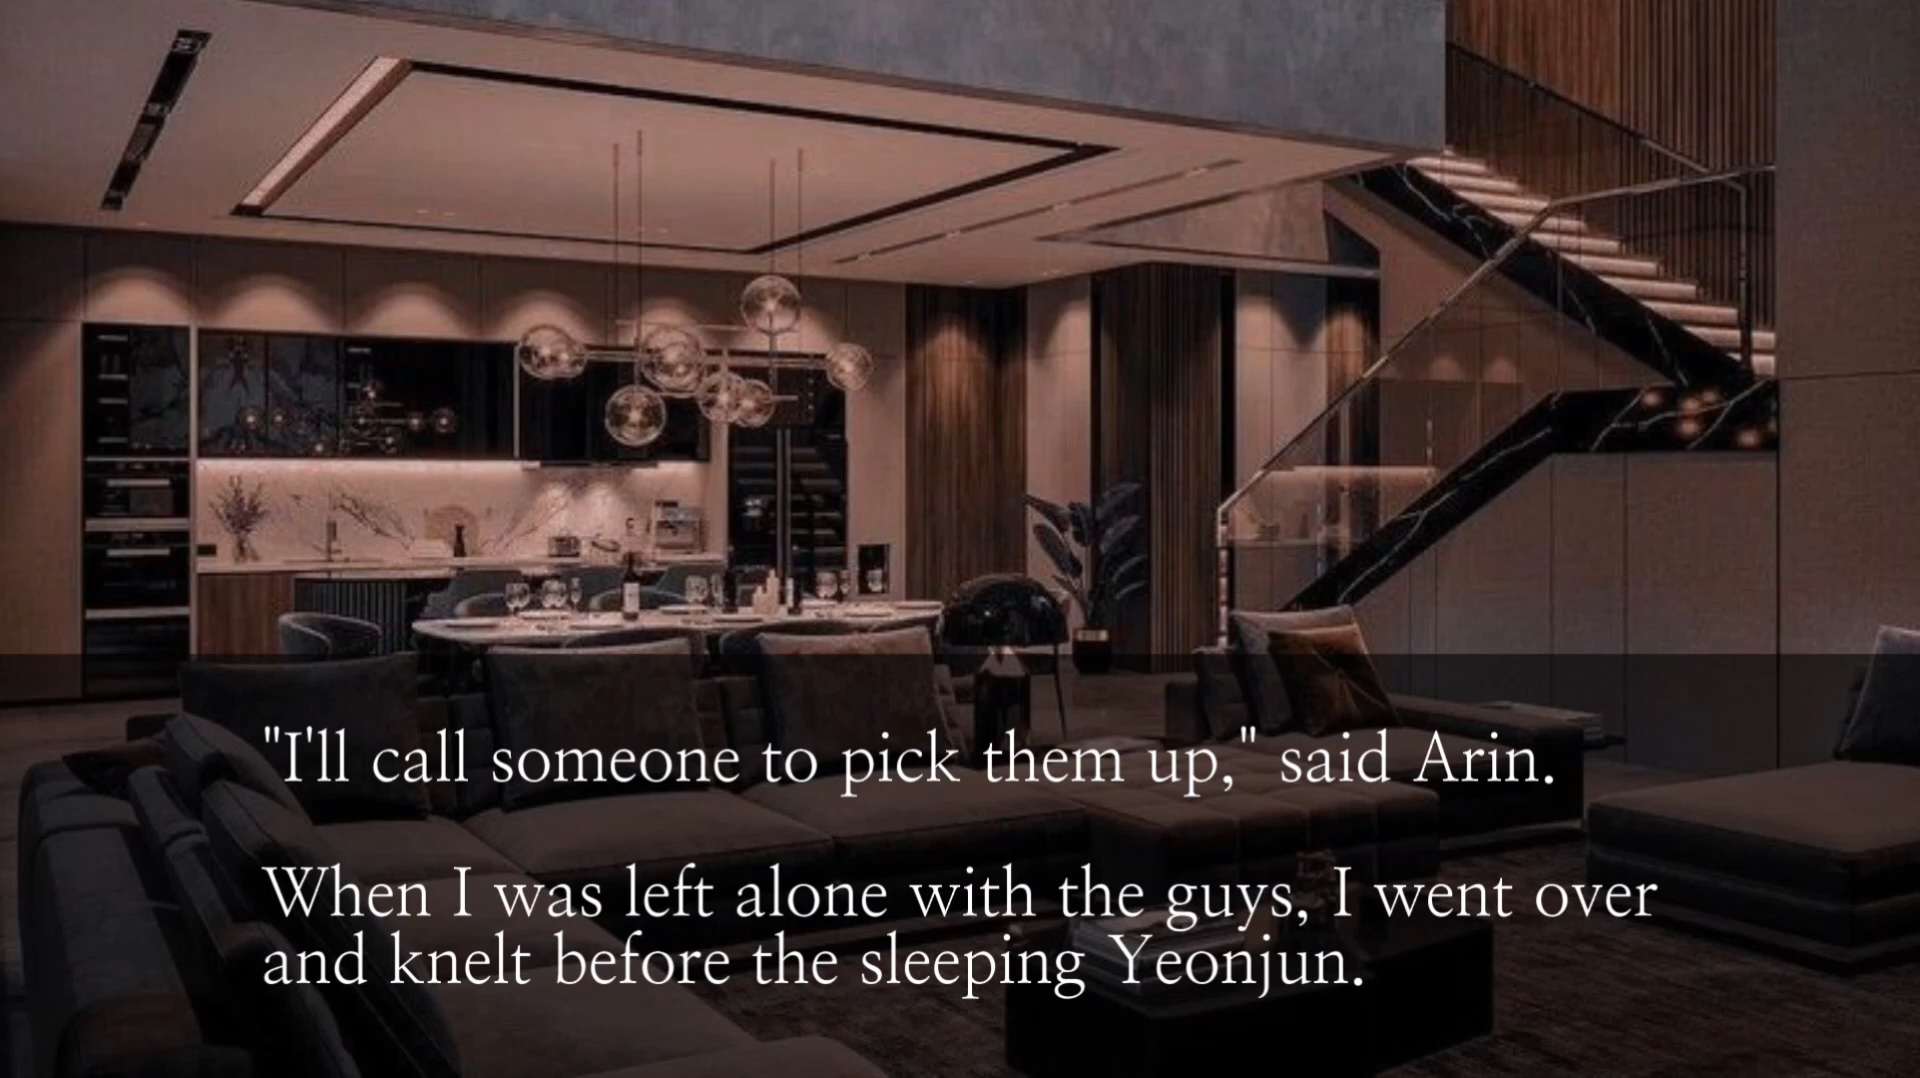 "I'll call someone to pick them up," said Arin.
When I was left alone with the guys, I went over
and knelt before the sleeping Yeonjun.